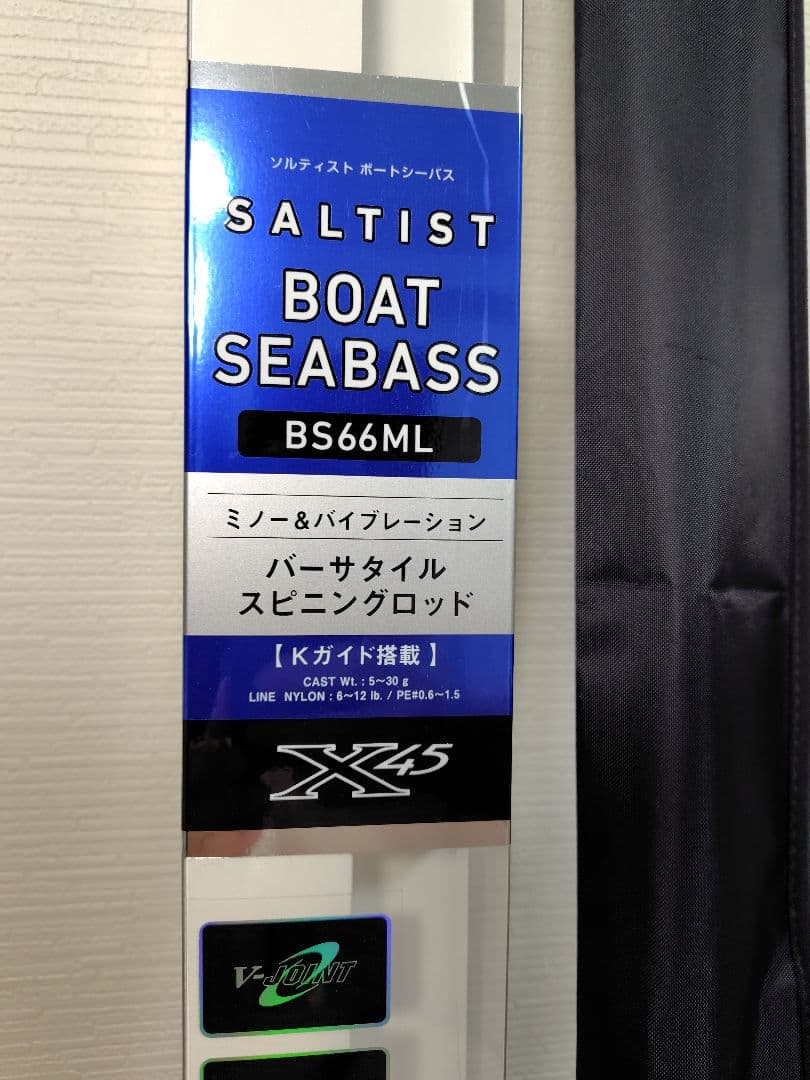 ソルティスト ボートシーバス
SALTIST
BOAT
SEABASS
BS66ML
ミノー&バイブレーション
バーサタイル
スピニングロッド
【Kガイド搭載】
CAST Wt. : 5～30 g
LINE NYLON : 6～12 lb. / PE#0.6～1.5
X45
V-JOINT